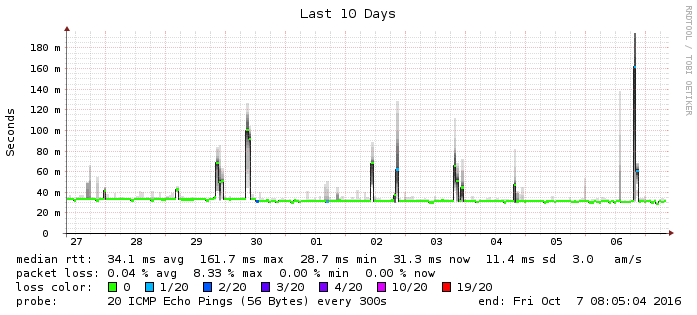 Last 10 Days
RRDTOOL / TOBI OETIKER
Seconds
180 m
160 m
140 m
120 m
100 m
80 m
60 m
40 m
20 m
0
27 28 29 30 01 02 03 04 05 06
median rtt: 34.1 ms avg 161.7 ms max 28.7 ms min 31.3 ms now 11.4 ms sd 3.0 am/s
packet loss: 0.04 % avg 8.33 % max 0.00 % min 0.00 % now
loss color: 0 1/20 2/20 3/20 4/20 10/20 19/20
probe: 20 ICMP Echo Pings (56 Bytes) every 300s end: Fri Oct 7 08:05:04 2016